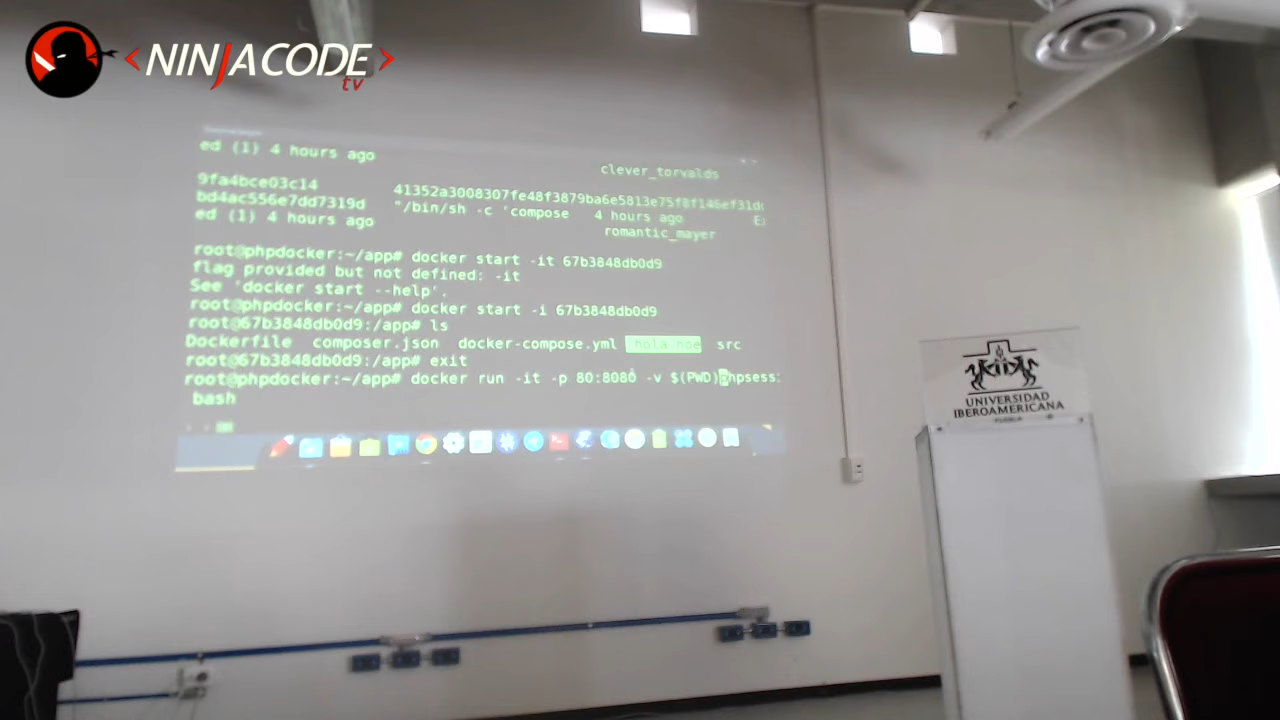 <NINJACODE>
tv
ed (1) 4 hours ago
clever_torvalds
9fa4bce03c14 41352a3008307fe48f3879ba6e5813e75f8f146ef31d
bd4ac556e7dd7319d "/bin/sh -c 'compose 4 hours ago
ed (1) 4 hours ago
romantic_mayer
root@phpdocker:~/app# docker start -it 67b3848db0d9
flag provided but not defined: -it
See 'docker start --help'.
root@phpdocker:~/app# docker start -i 67b3848db0d9
root@67b3848db0d9:/app# ls
Dockerfile composer.json docker-compose.yml hola_noe src
root@67b3848db0d9:/app# exit
root@phpdocker:~/app# docker run -it -p 80:8080 -v $(PWD)phpsess
bash
UNIVERSIDAD
IBEROAMERICANA
PUEBLA